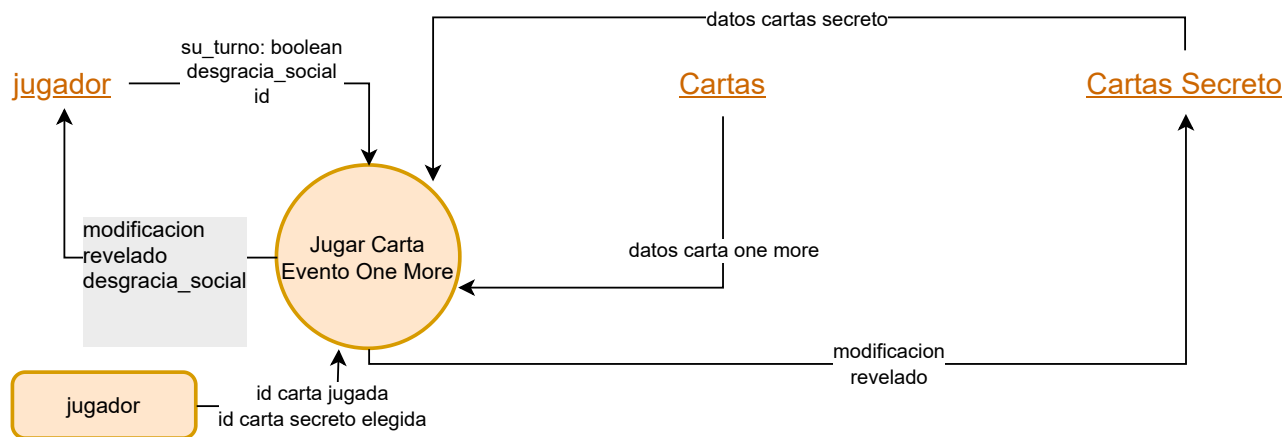 datos cartas secreto
su_turno: boolean
desgracia_social
id
jugador
Cartas
Cartas Secreto
modificacion
revelado
desgracia_social
Jugar Carta
Evento One More
datos carta one more
modificacion
revelado
jugador
id carta jugada
id carta secreto elegida